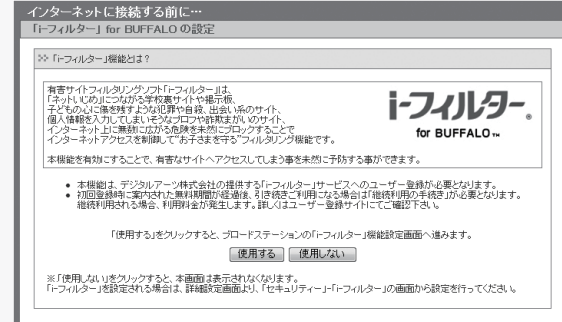 インターネットに接続する前に…
「i-フィルター」 for BUFFALO の設定
>> 「i-フィルター」機能とは？
有害サイトフィルタリングソフト「i-フィルター」は、
「ネットいじめ」につながる学校裏サイトや掲示板、
子どもの心に傷を残すような犯罪や自殺、出会い系のサイト、
個人情報を入力してしまいそうなプロフや詐欺まがいのサイト、
インターネット上に無数に広がる危険を未然にブロックすることで
インターネットアクセスを制御して"お子さまを守る"フィルタリング機能です。
i-フィルター®
for BUFFALO™
本機能を有効にすることで、有害なサイトへアクセスしてしまう事を未然に予防する事ができます。
● 本機能は、デジタルアーツ株式会社の提供する「i-フィルター」サービスへのユーザー登録が必要となります。
● 初回登録時に案内された無料期間が経過後、引き続きご利用になる場合は「継続利用の手続き」が必要となります。
継続利用される場合、利用料金が発生します。詳しくはユーザー登録サイトにてご確認下さい。
「使用する」をクリックすると、ブロードステーションの「i-フィルター」機能設定画面へ進みます。
使用する 使用しない
※「使用しない」をクリックすると、本画面は表示されなくなります。
「i-フィルター」を設定される場合は、詳細設定画面より、「セキュリティー」-「i-フィルター」の画面から設定を行ってください。